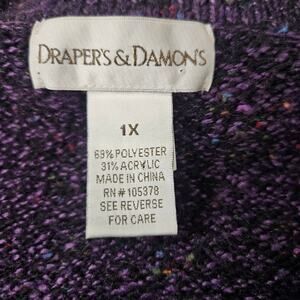 DRAPER'S & DAMON'S
1X
69% POLYESTER
31% ACRYLIC
MADE IN CHINA
RN # 105378
SEE REVERSE
FOR CARE